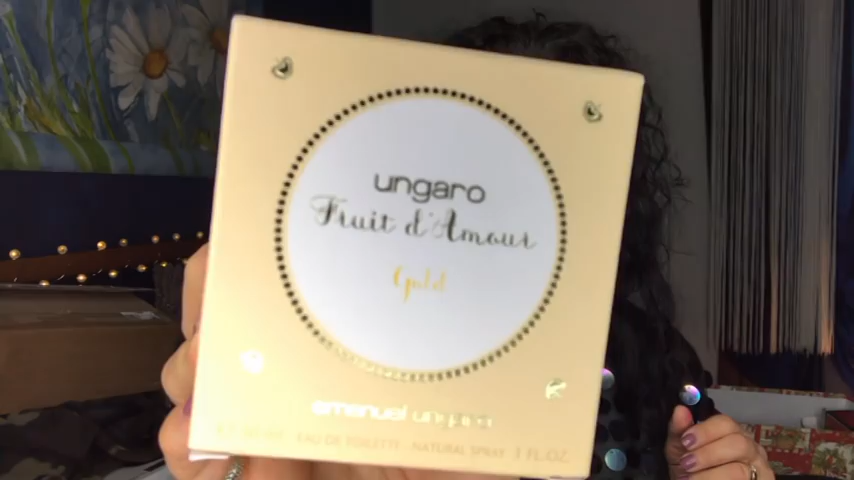 ungaro
Fruit d'Amour
Gold
emanuel ungaro
EAU DE TOILETTE NATURAL SPRAY 1 FL.OZ.